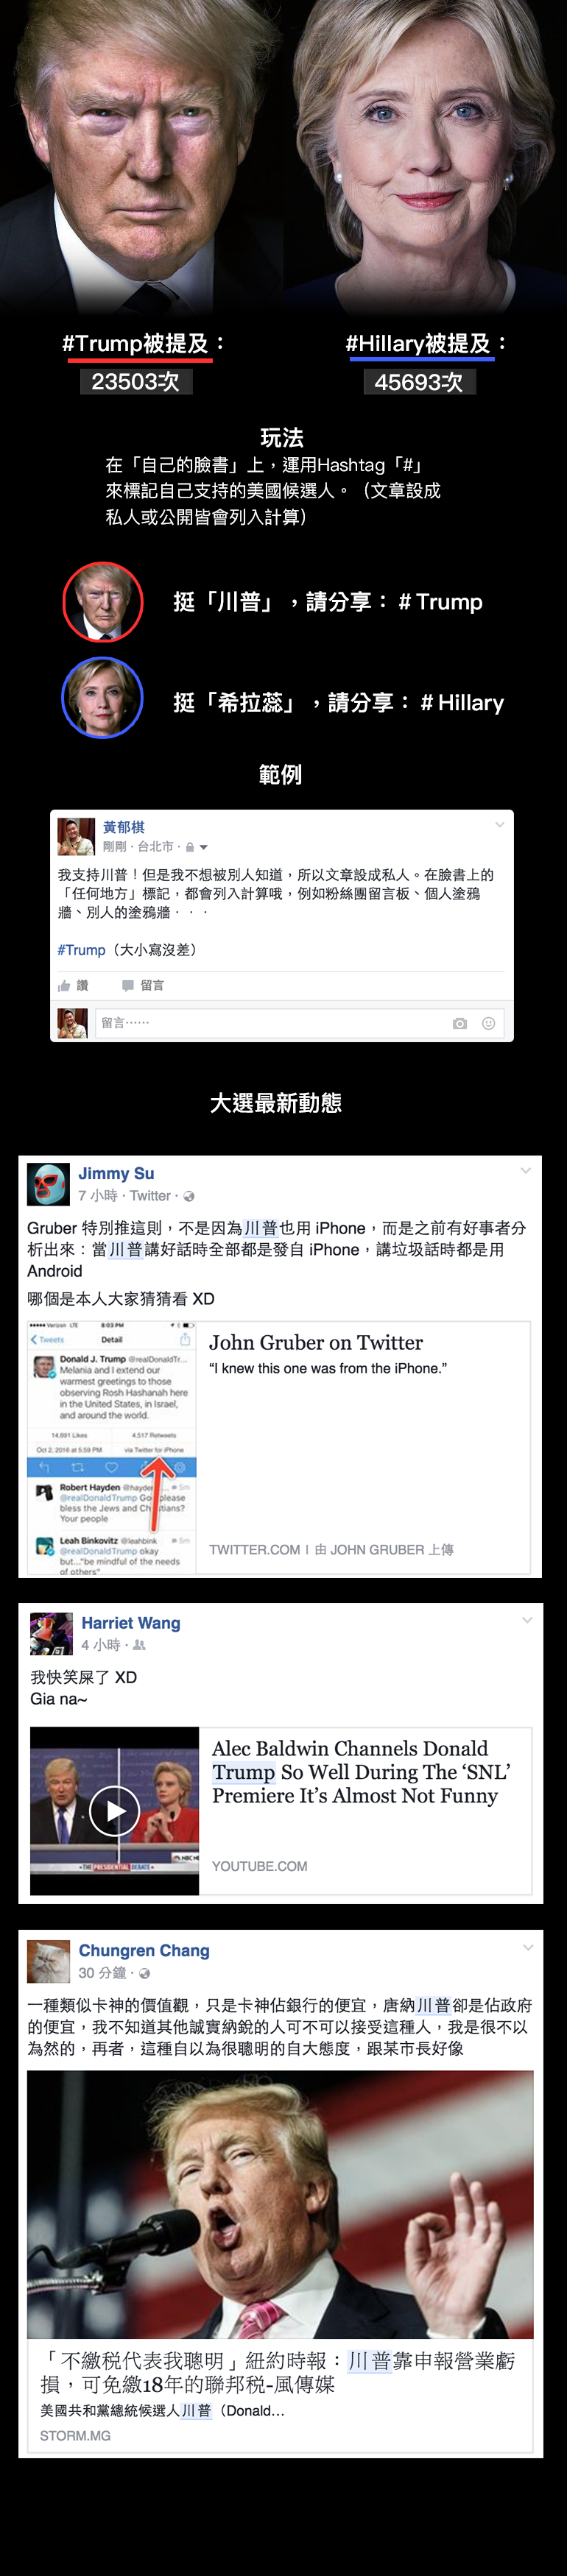 #Trump被提及：
#Hillary被提及：
23503次
45693次
玩法
在「自己的臉書」上，運用Hashtag「#」
來標記自己支持的美國候選人。（文章設成
私人或公開皆會列入計算）
挺「川普」，請分享：＃Trump
挺「希拉蕊」，請分享：＃Hillary
範例
黃郁棋
剛剛 · 台北市 ·
我支持川普！但是我不想被別人知道，所以文章設成私人。在臉書上的
「任何地方」標記，都會列入計算哦，例如粉絲團留言板、個人塗鴉
牆、別人的塗鴉牆．．．
#Trump（大小寫沒差）
讚 留言
留言······
大選最新動態
Jimmy Su
7 小時 · Twitter ·
Gruber 特別推這則，不是因為川普也用 iPhone，而是之前有好事者分
析出來：當川普講好話時全部都是發自 iPhone，講垃圾話時都是用
Android
哪個是本人大家猜猜看 XD
Verizon LTE 8:03 PM
Tweets Detail
Donald J. Trump @realDonaldTr...
Melania and I extend our
warmest greetings to those
observing Rosh Hashanah here
in the United States, in Israel,
and around the world.
14,691 Likes 4,517 Retweets
Oct 2, 2016 at 5:59 PM via Twitter for iPhone
Robert Hayden @hayder... 5m
@realDonaldTrump God please
bless the Jews and Christians?
Your people
Leah Binkovitz @leahbink 5m
@realDonaldTrump okay
but..."be mindful of the needs
of others"
John Gruber on Twitter
“I knew this one was from the iPhone.”
TWITTER.COM | 由 JOHN GRUBER 上傳
Harriet Wang
4 小時 ·
我快笑屎了 XD
Gia na~
THE PRESIDENTIAL DEBATE
Alec Baldwin Channels Donald
Trump So Well During The ‘SNL’
Premiere It’s Almost Not Funny
YOUTUBE.COM
Chungren Chang
30 分鐘 ·
一種類似卡神的價值觀，只是卡神佔銀行的便宜，唐納川普卻是佔政府
的便宜，我不知道其他誠實納稅的人可不可以接受這種人，我是很不以
為然的，再者，這種自以為很聰明的自大態度，跟某市長好像
「不繳稅代表我聰明」紐約時報：川普靠申報營業虧
損，可免繳18年的聯邦稅-風傳媒
美國共和黨總統候選人川普（Donald...
STORM.MG